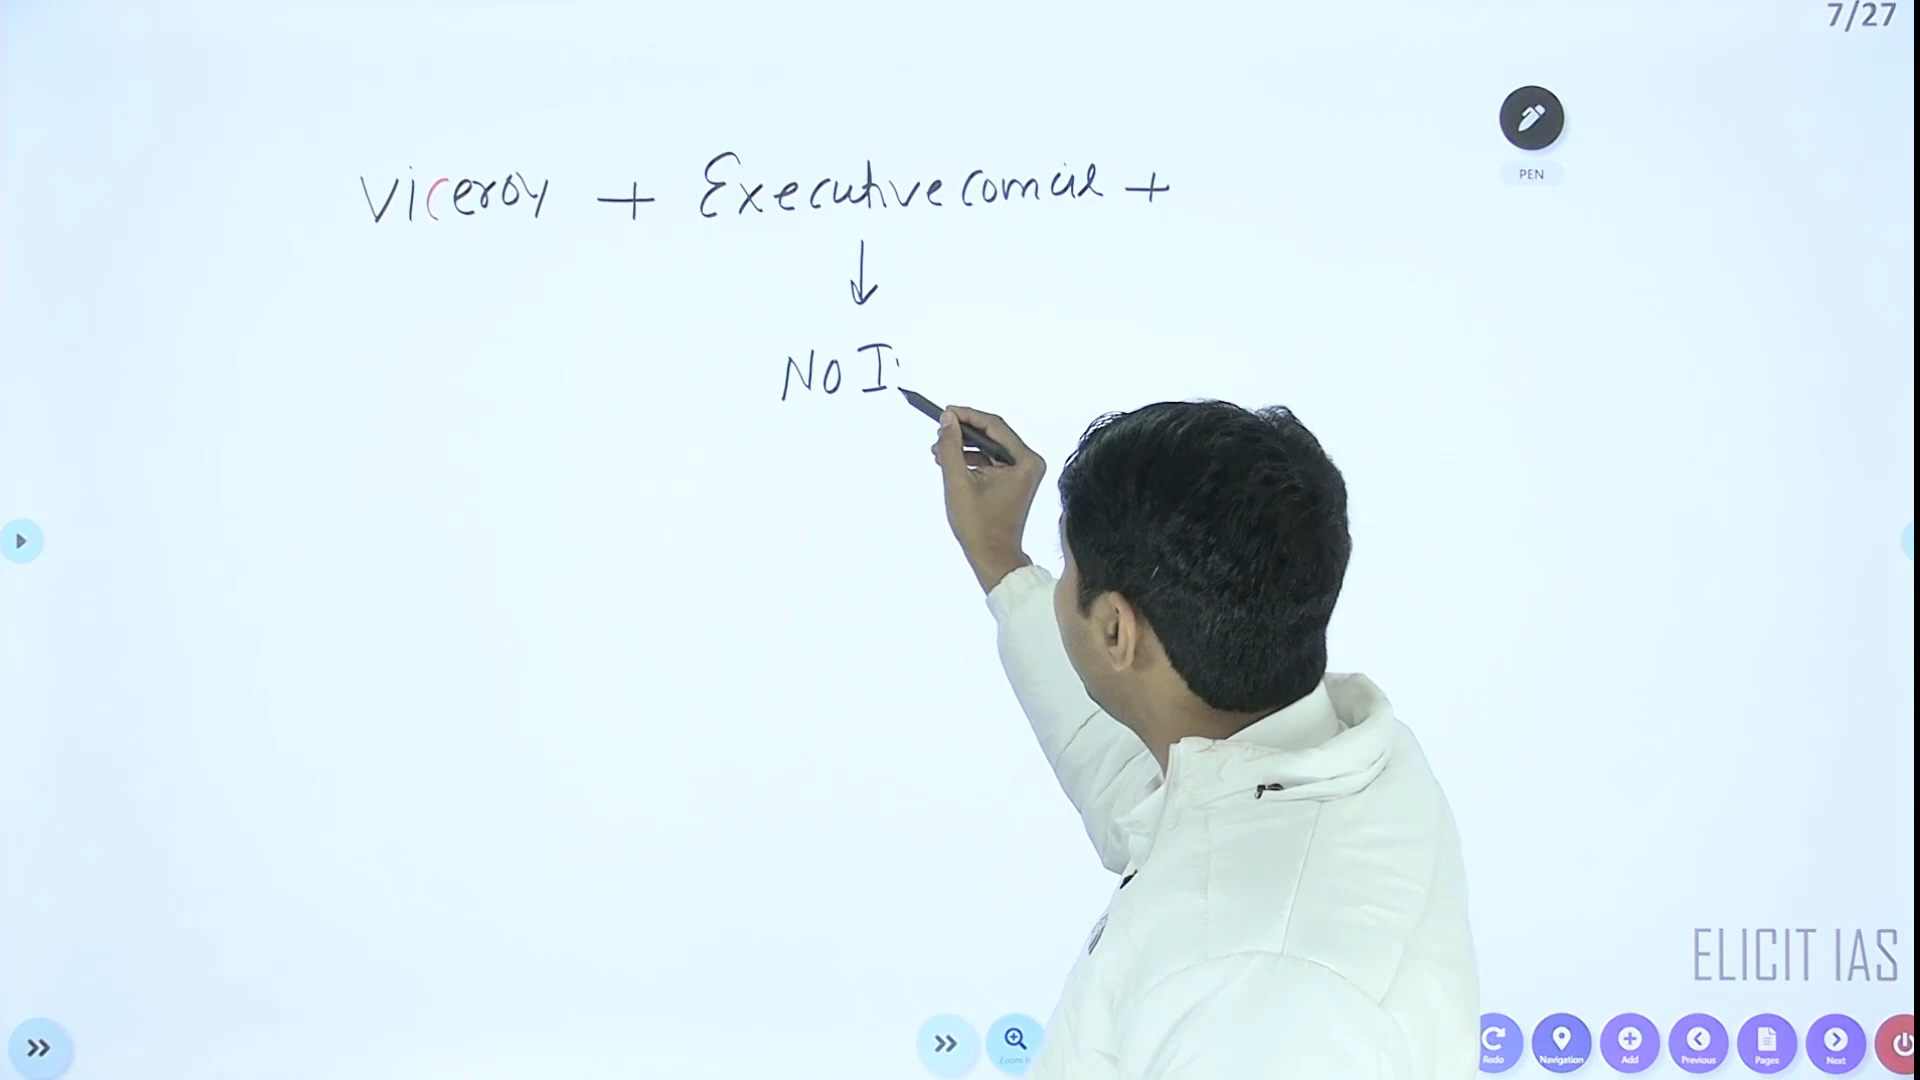 7/27
PEN
Viceroy + Executive comcil +
↓
NO I
ELICIT IAS
Redo Navigation Add Previous Pages Next